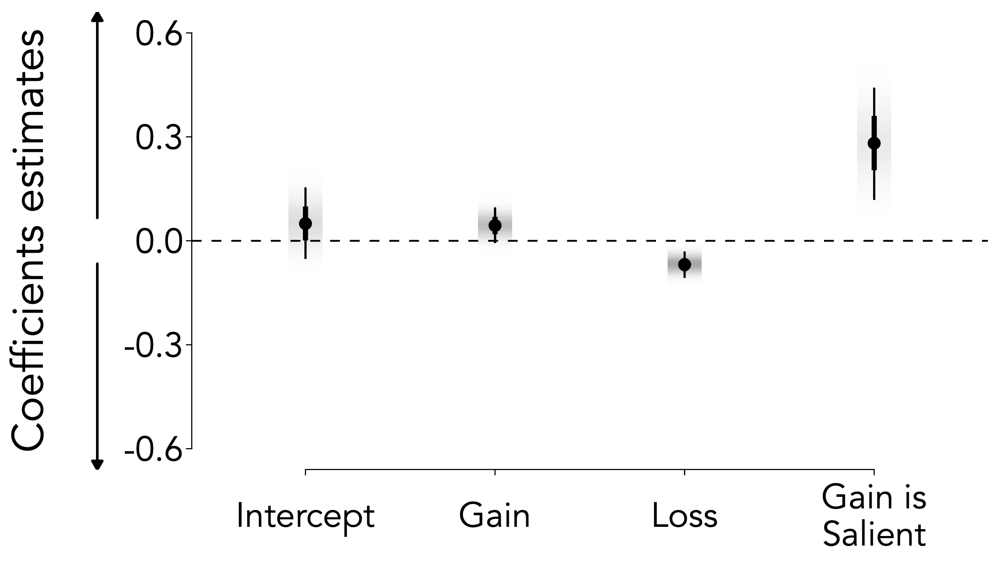 Coefficients estimates
0.6
0.3
0.0
-0.3
-0.6
Intercept
Gain
Loss
Gain is
Salient